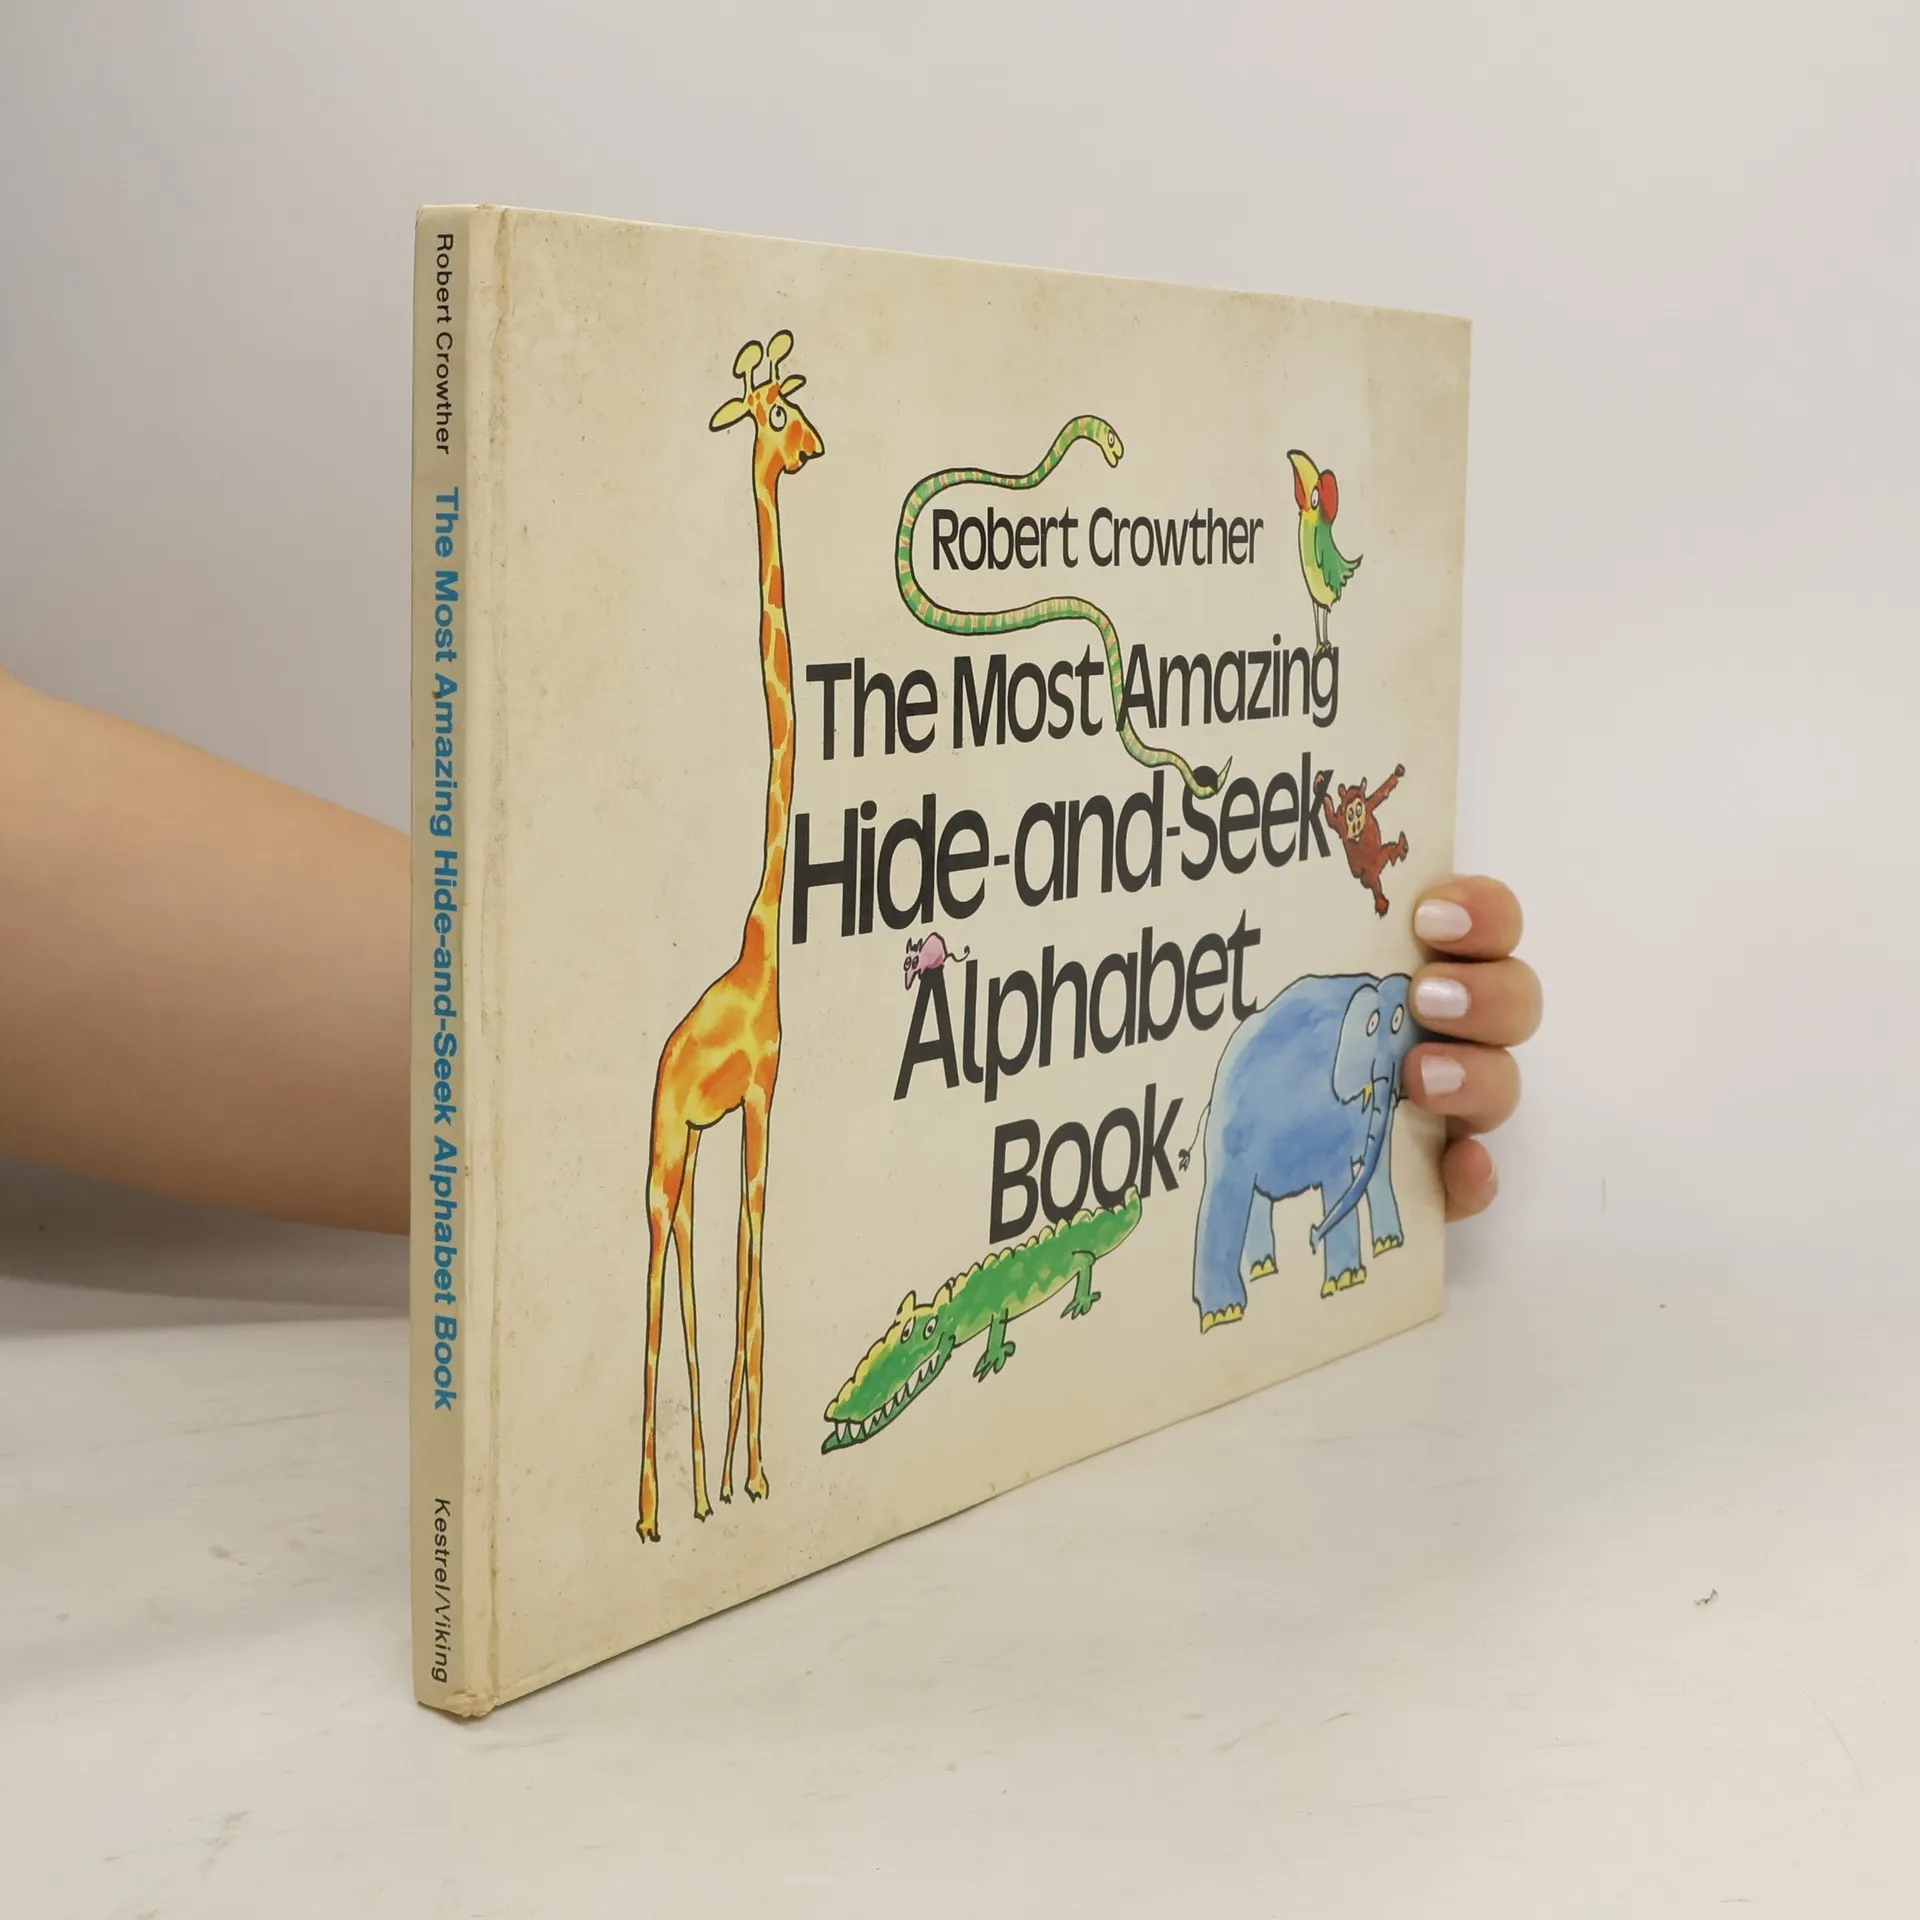 Robert Crowther The Most Amazing Hide-and-Seek Alphabet Book Kestrel/Viking
Robert Crowther
The Most Amazing
Hide-and-Seek
Alphabet
Book